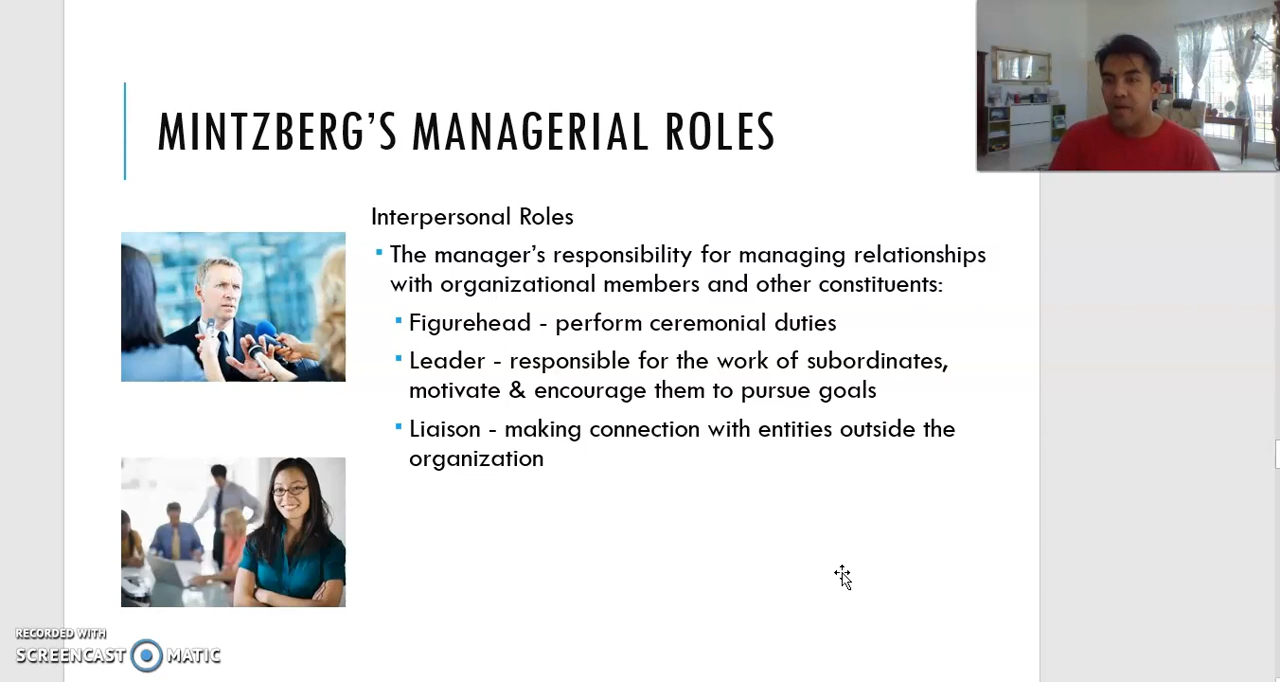 MINTZBERG’S MANAGERIAL ROLES
Interpersonal Roles
The manager’s responsibility for managing relationships
with organizational members and other constituents:
Figurehead - perform ceremonial duties
Leader - responsible for the work of subordinates,
motivate & encourage them to pursue goals
Liaison - making connection with entities outside the
organization
RECORDED WITH
SCREENCAST MATIC